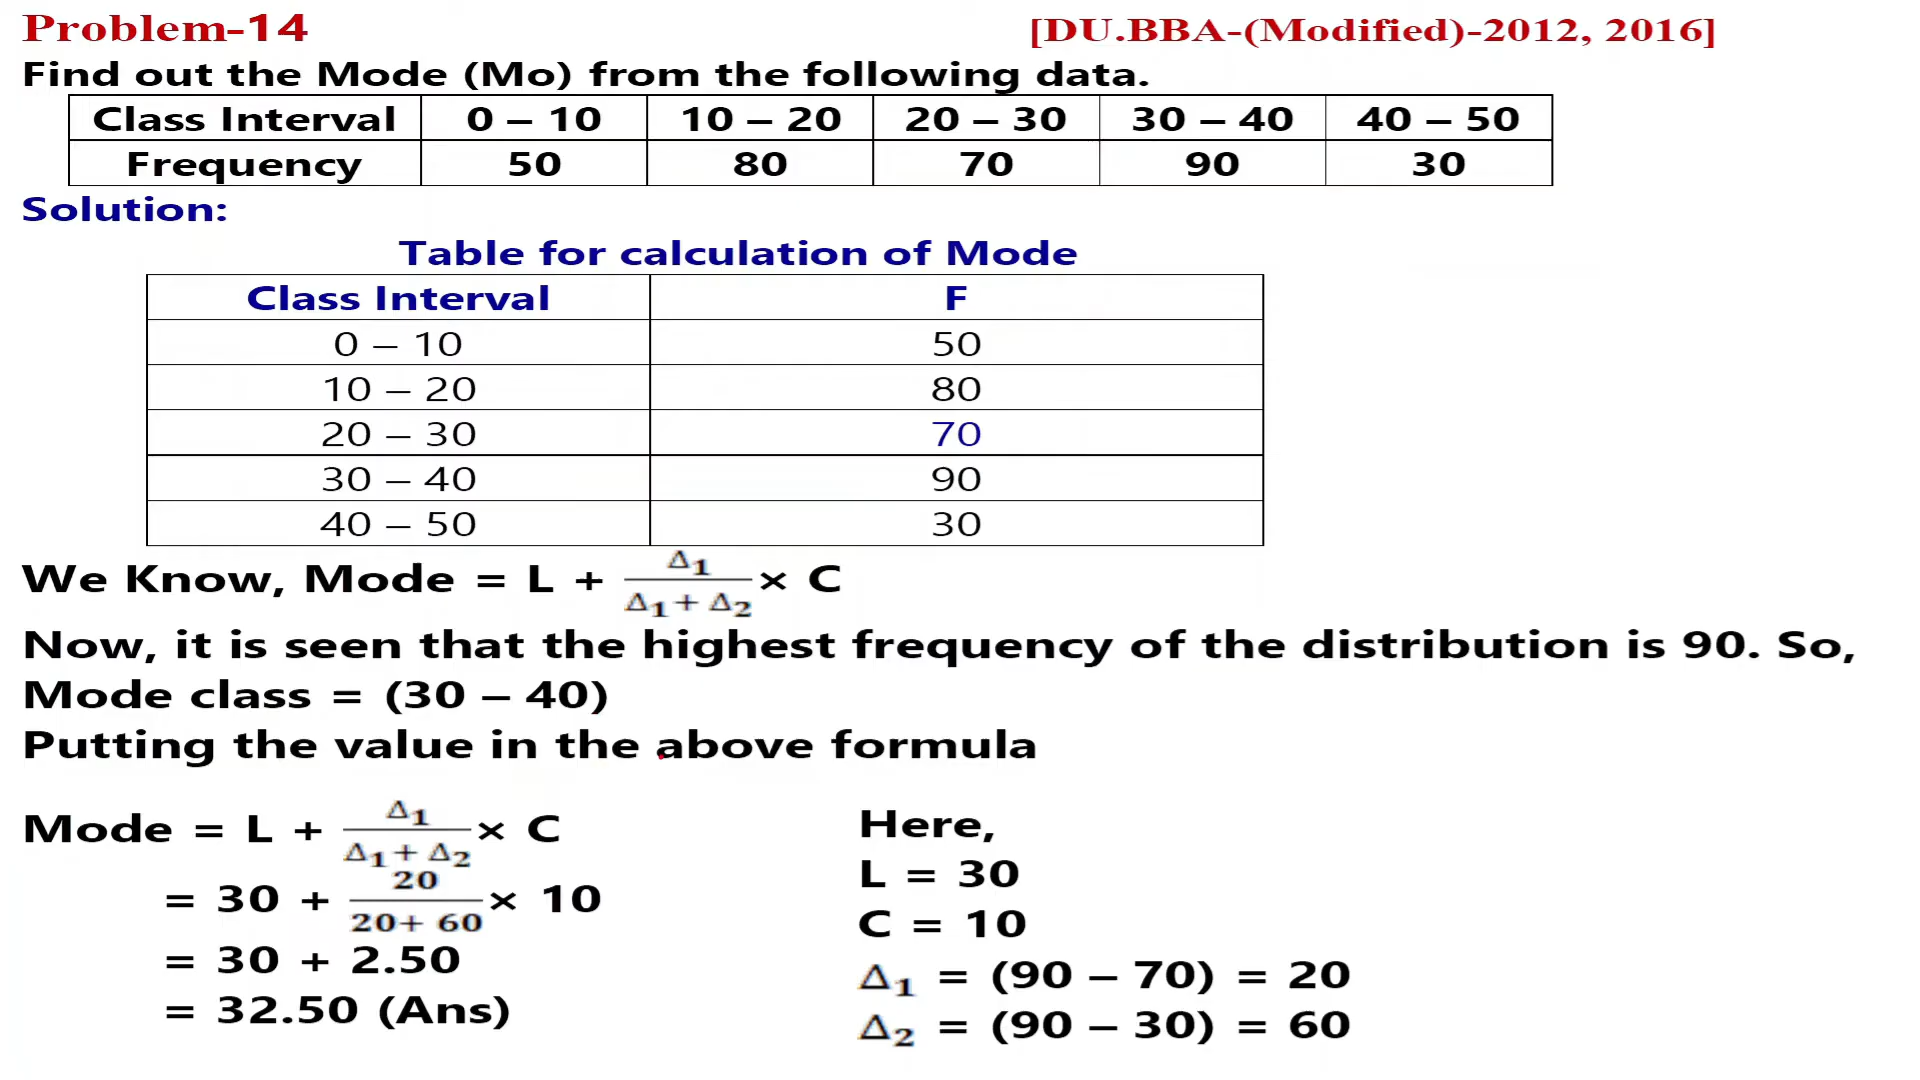 Problem-14 [DU.BBA-(Modified)-2012, 2016]
Find out the Mode (Mo) from the following data.
Class Interval 0 – 10 10 – 20 20 – 30 30 – 40 40 – 50
Frequency 50 80 70 90 30
Solution:
Table for calculation of Mode
Class Interval F
0 – 10 50
10 – 20 80
20 – 30 70
30 – 40 90
40 – 50 30
We Know, Mode = L + Δ₁/(Δ₁ + Δ₂) × C
Now, it is seen that the highest frequency of the distribution is 90. So,
Mode class = (30 – 40)
Putting the value in the above formula
Mode = L + Δ₁/(Δ₁ + Δ₂) × C
= 30 + 20/(20+ 60) × 10
= 30 + 2.50
= 32.50 (Ans)
Here,
L = 30
C = 10
Δ₁ = (90 – 70) = 20
Δ₂ = (90 – 30) = 60